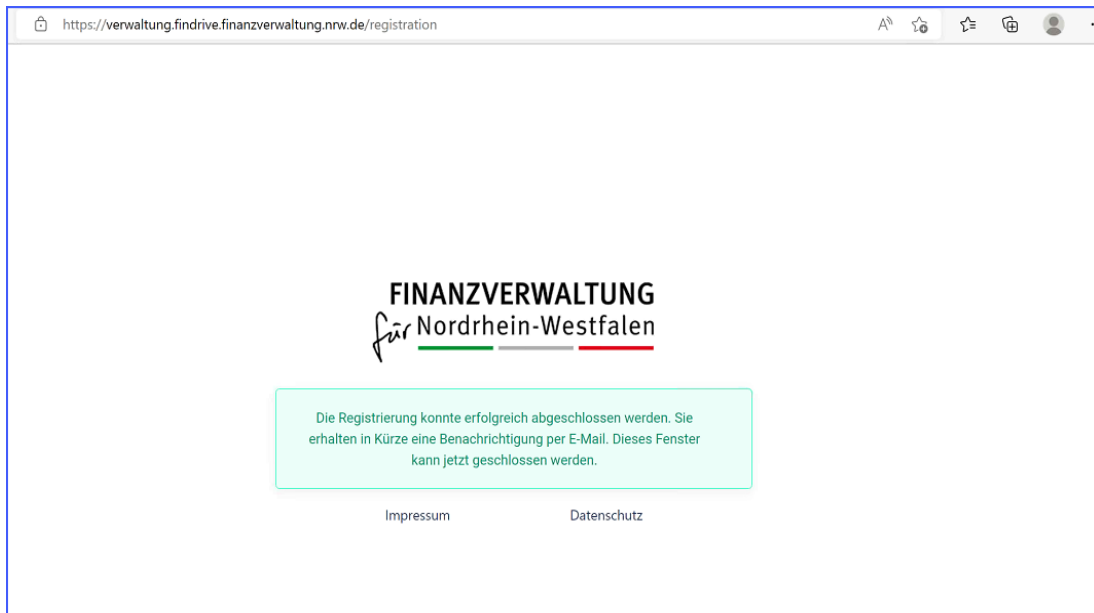 https://verwaltung.findrive.finanzverwaltung.nrw.de/registration
FINANZVERWALTUNG
für Nordrhein-Westfalen
Die Registrierung konnte erfolgreich abgeschlossen werden. Sie
erhalten in Kürze eine Benachrichtigung per E-Mail. Dieses Fenster
kann jetzt geschlossen werden.
Impressum Datenschutz